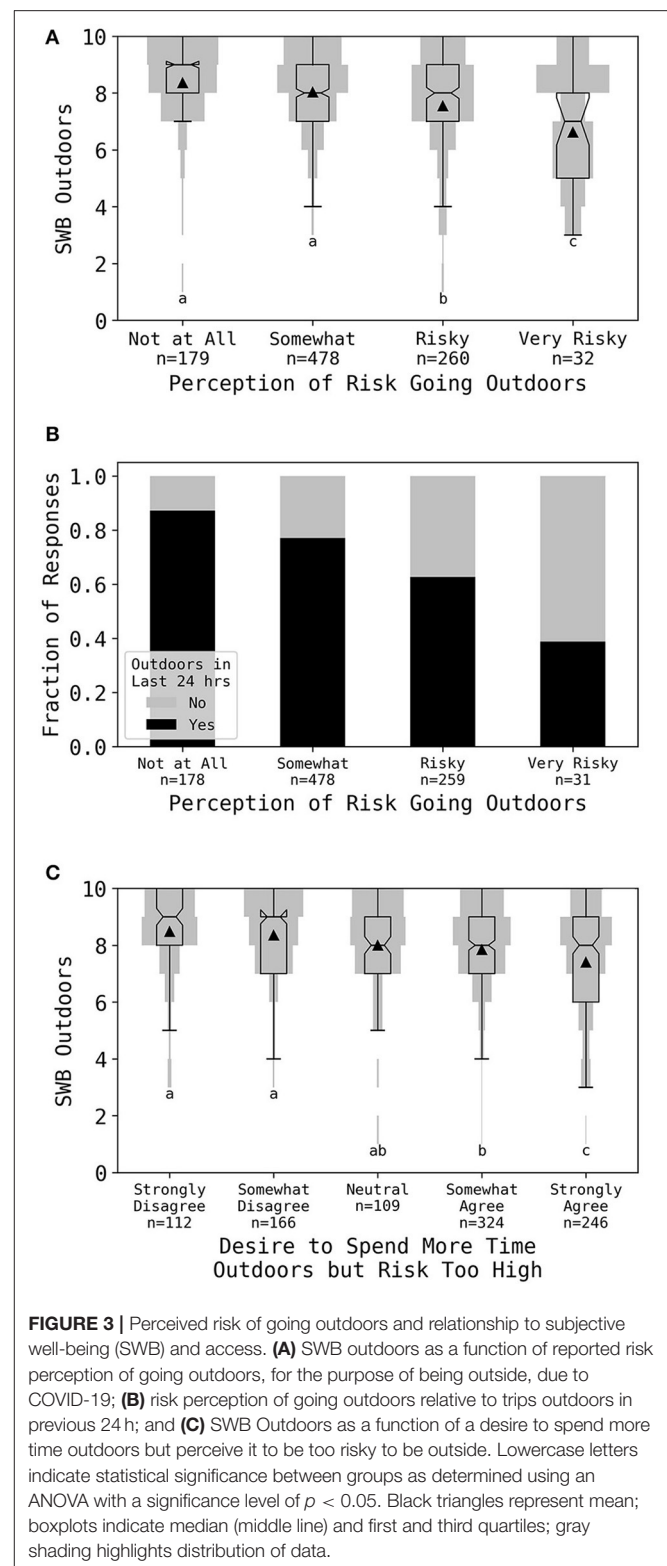 A
10
8
6
4
2
0
SWB Outdoors
a
a
b
c
Not at All
n=179
Somewhat
n=478
Risky
n=260
Very Risky
n=32
Perception of Risk Going Outdoors
B
1.0
0.8
0.6
0.4
0.2
0.0
Fraction of Responses
Outdoors in
Last 24 hrs
No
Yes
Not at All
n=178
Somewhat
n=478
Risky
n=259
Very Risky
n=31
Perception of Risk Going Outdoors
C
10
8
6
4
2
0
SWB Outdoors
a
a
ab
b
c
Strongly
Disagree
n=112
Somewhat
Disagree
n=166
Neutral
n=109
Somewhat
Agree
n=324
Strongly
Agree
n=246
Desire to Spend More Time
Outdoors but Risk Too High
FIGURE 3 | Perceived risk of going outdoors and relationship to subjective
well-being (SWB) and access. (A) SWB outdoors as a function of reported risk
perception of going outdoors, for the purpose of being outside, due to
COVID-19; (B) risk perception of going outdoors relative to trips outdoors in
previous 24 h; and (C) SWB Outdoors as a function of a desire to spend more
time outdoors but perceive it to be too risky to be outside. Lowercase letters
indicate statistical significance between groups as determined using an
ANOVA with a significance level of p < 0.05. Black triangles represent mean;
boxplots indicate median (middle line) and first and third quartiles; gray
shading highlights distribution of data.